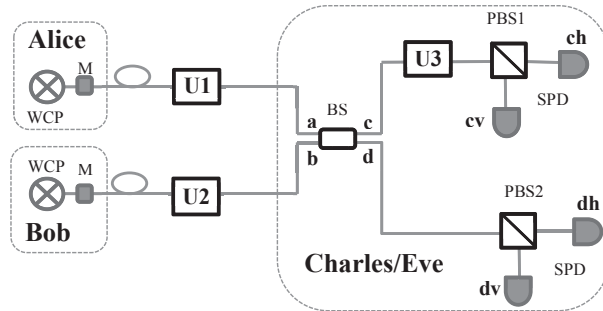 Alice
M
WCP
U1
WCP
M
U2
Bob
a
b
BS
c
d
U3
PBS1
ch
SPD
cv
PBS2
dh
SPD
dv
Charles/Eve